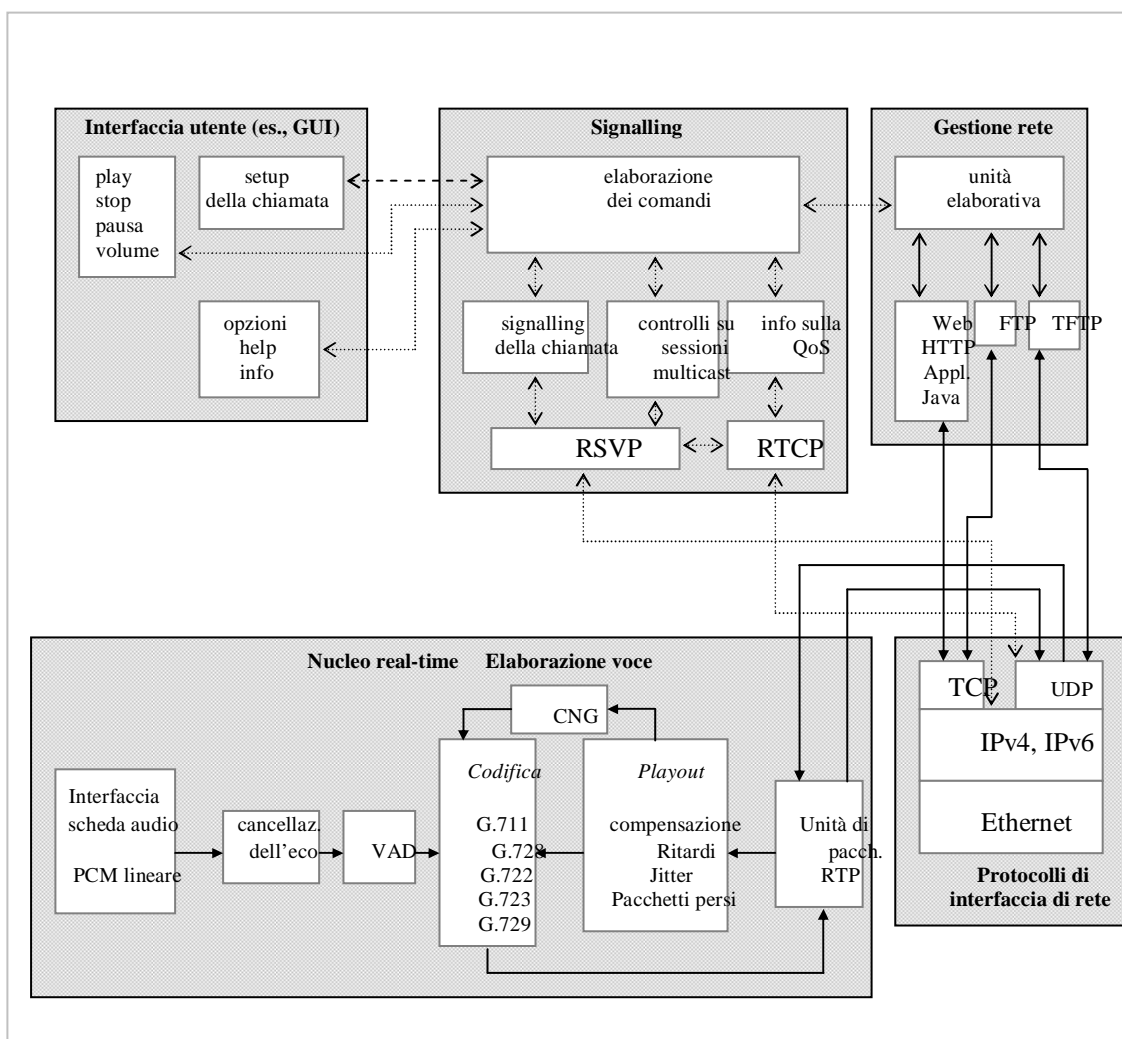 Interfaccia utente (es., GUI)
play
stop
pausa
volume
setup
della chiamata
opzioni
help
info
Signalling
elaborazione
dei comandi
signalling
della chiamata
controlli su
sessioni
multicast
info sulla
QoS
RSVP
RTCP
Gestione rete
unità
elaborativa
Web
HTTP
Appl.
Java
FTP
TFTP
Nucleo real-time Elaborazione voce
Interfaccia
scheda audio
PCM lineare
cancellaz.
dell'eco
VAD
CNG
Codifica
G.711
G.728
G.722
G.723
G.729
Playout
compensazione
Ritardi
Jitter
Pacchetti persi
Unità di
pacch.
RTP
TCP
UDP
IPv4, IPv6
Ethernet
Protocolli di
interfaccia di rete